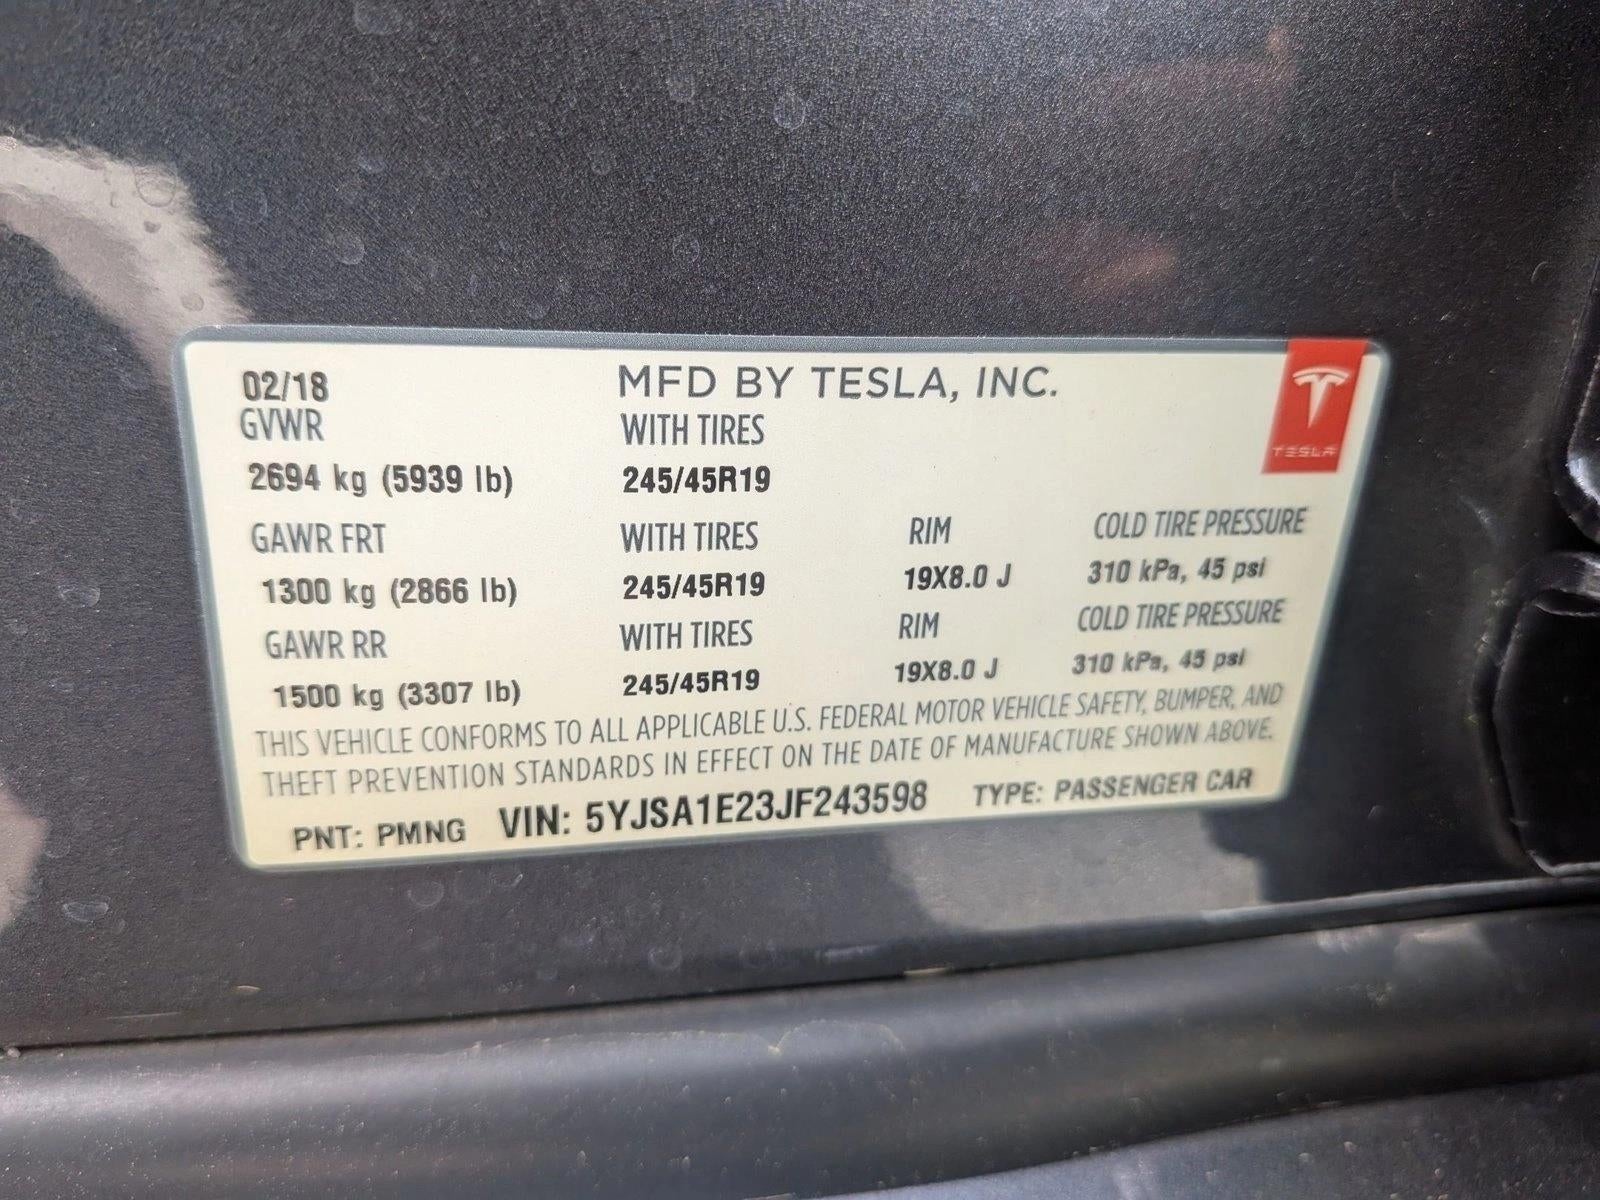 02/18 MFD BY TESLA, INC.
TESLA
GVWR WITH TIRES
2694 kg (5939 lb) 245/45R19
GAWR FRT WITH TIRES RIM COLD TIRE PRESSURE
1300 kg (2866 lb) 245/45R19 19X8.0 J 310 kPa, 45 psi
GAWR RR WITH TIRES RIM COLD TIRE PRESSURE
1500 kg (3307 lb) 245/45R19 19X8.0 J 310 kPa, 45 psi
THIS VEHICLE CONFORMS TO ALL APPLICABLE U.S. FEDERAL MOTOR VEHICLE SAFETY, BUMPER, AND
THEFT PREVENTION STANDARDS IN EFFECT ON THE DATE OF MANUFACTURE SHOWN ABOVE.
PNT: PMNG VIN: 5YJSA1E23JF243598 TYPE: PASSENGER CAR